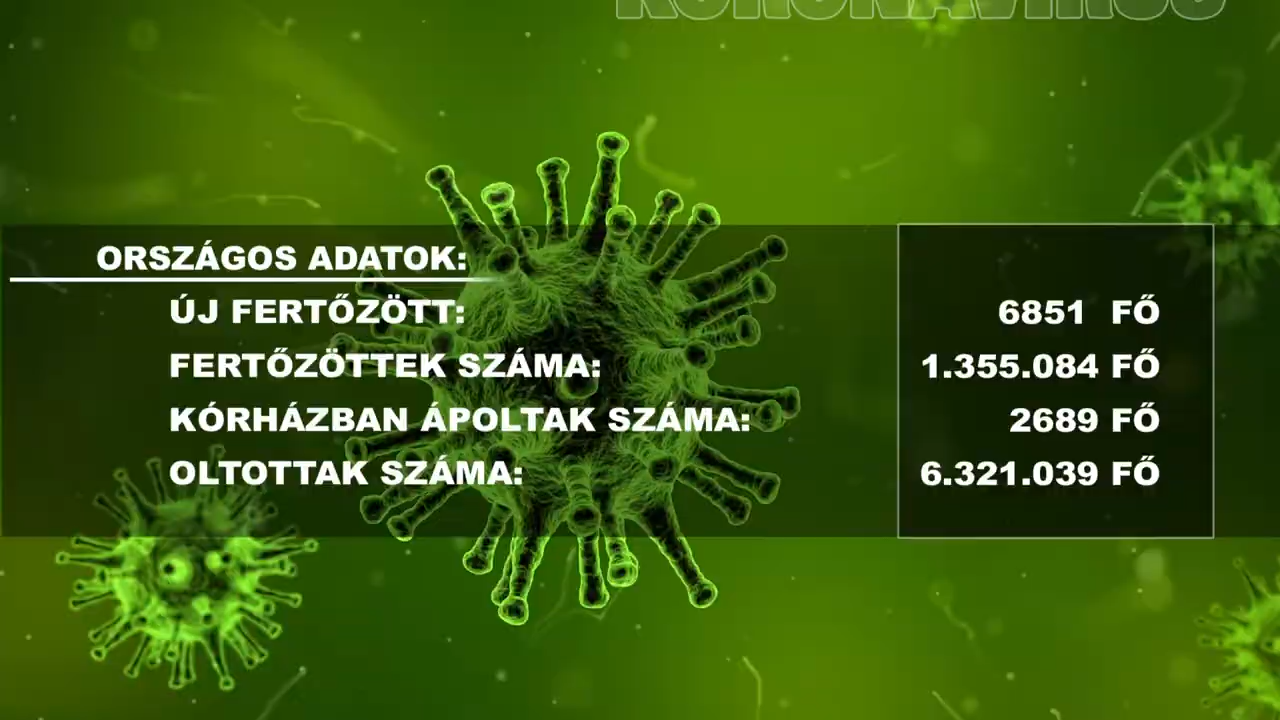 KORONAVÍRUS
ORSZÁGOS ADATOK:
ÚJ FERTŐZÖTT: 6851 FŐ
FERTŐZÖTTEK SZÁMA: 1.355.084 FŐ
KÓRHÁZBAN ÁPOLTAK SZÁMA: 2689 FŐ
OLTOTTAK SZÁMA: 6.321.039 FŐ